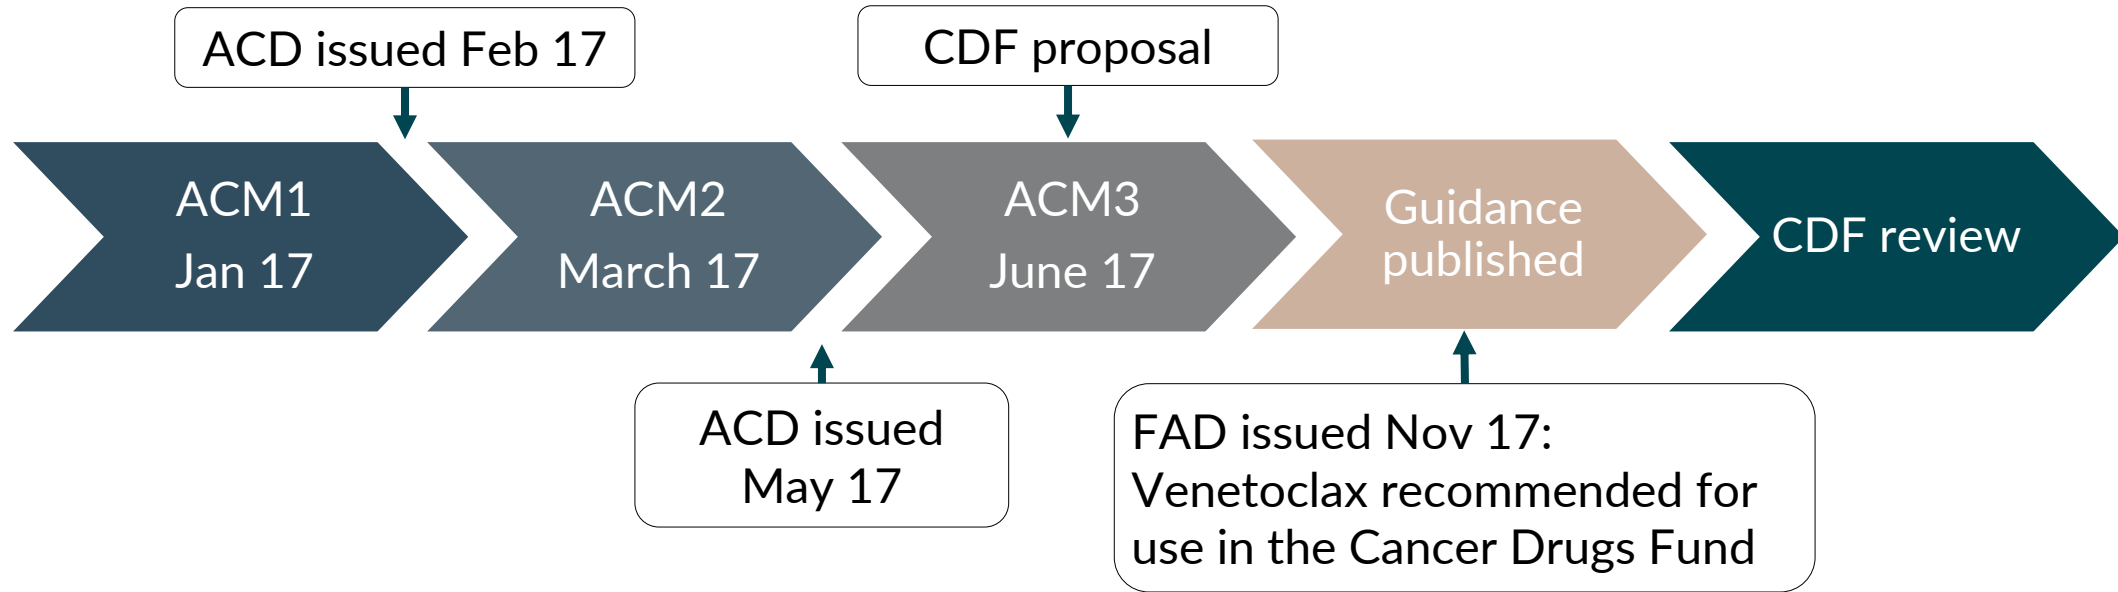 ACD issued Feb 17
CDF proposal
ACM1
Jan 17
ACM2
March 17
ACM3
June 17
Guidance
published
CDF review
ACD issued
May 17
FAD issued Nov 17:
Venetoclax recommended for
use in the Cancer Drugs Fund